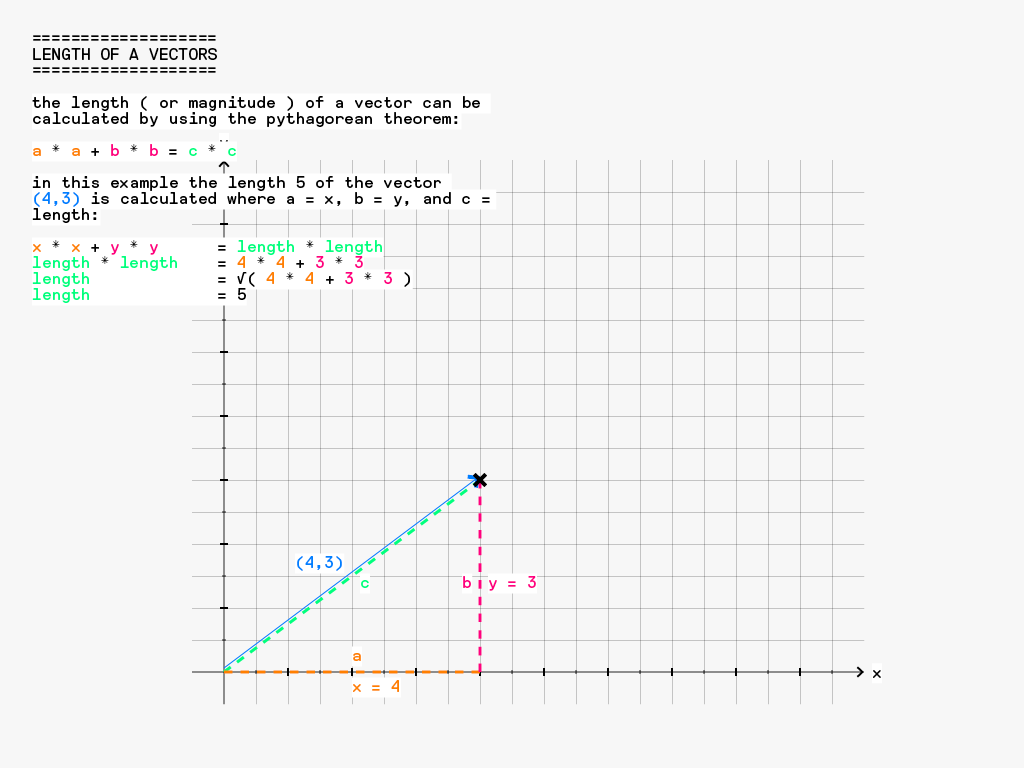 ===================
LENGTH OF A VECTORS
===================
the length ( or magnitude ) of a vector can be
calculated by using the pythagorean theorem:
a * a + b * b = c * c
in this example the length 5 of the vector
(4,3) is calculated where a = x, b = y, and c =
length:
x * x + y * y = length * length
length * length = 4 * 4 + 3 * 3
length = √( 4 * 4 + 3 * 3 )
length = 5
(4,3)
c
b y = 3
a
x = 4
x